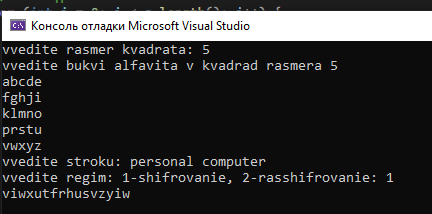 Консоль отладки Microsoft Visual Studio
vvedite rasmer kvadrata: 5
vvedite bukvi alfavita v kvadrad rasmera 5
abcde
fghji
klmno
prstu
vwxyz
vvedite stroku: personal computer
vvedite regim: 1-shifrovanie, 2-rasshifrovanie: 1
viwxutfrhusvzyiw